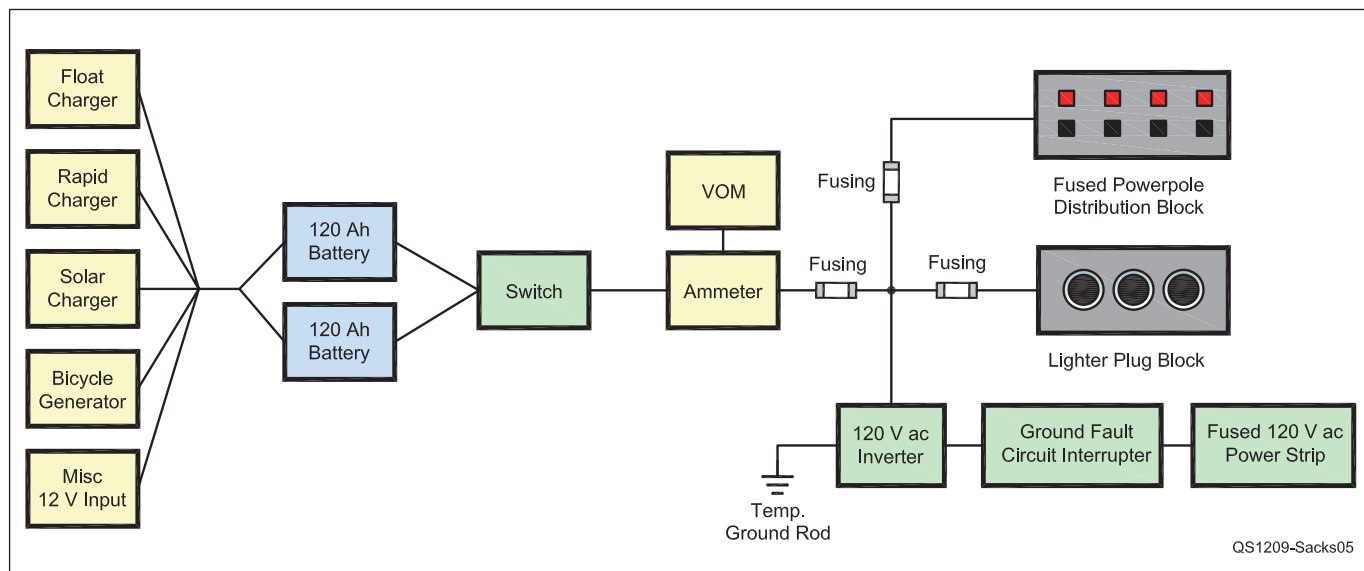 Float
Charger
Rapid
Charger
Solar
Charger
Bicycle
Generator
Misc
12 V Input
120 Ah
Battery
120 Ah
Battery
Switch
VOM
Ammeter
Fusing
Fusing
Fusing
Fused Powerpole
Distribution Block
Lighter Plug Block
120 V ac
Inverter
Ground Fault
Circuit Interrupter
Fused 120 V ac
Power Strip
Temp.
Ground Rod
QS1209-Sacks05